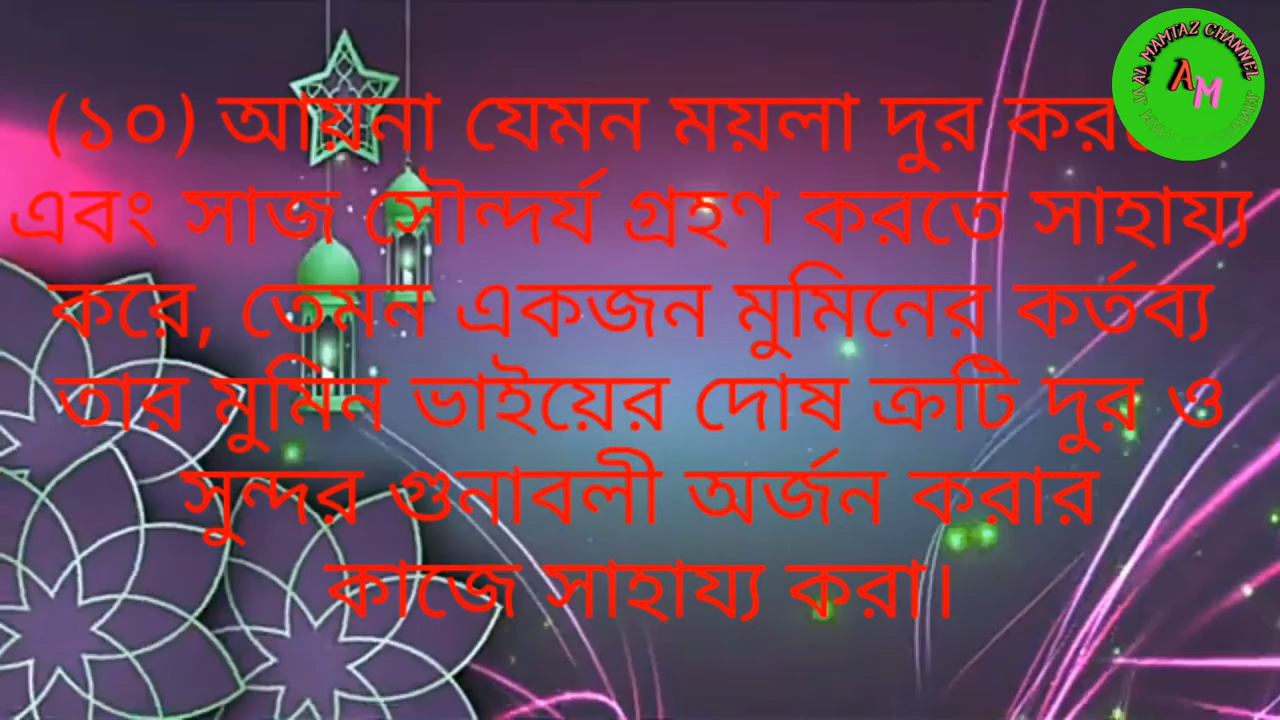 (১০) আয়না যেমন ময়লা দুর
এবং সাজ সৌন্দর্য গ্রহণ করতে সাহায্য
করে, তেমন একজন মুমিনের কর্তব্য
তার মুমিন ভাইয়ের দোষ ক্রটি দুর ও
সুন্দর গুনাবলী অর্জন করার
কাজে সাহায্য করা।
AL MAMTAZ CHANNEL
AM